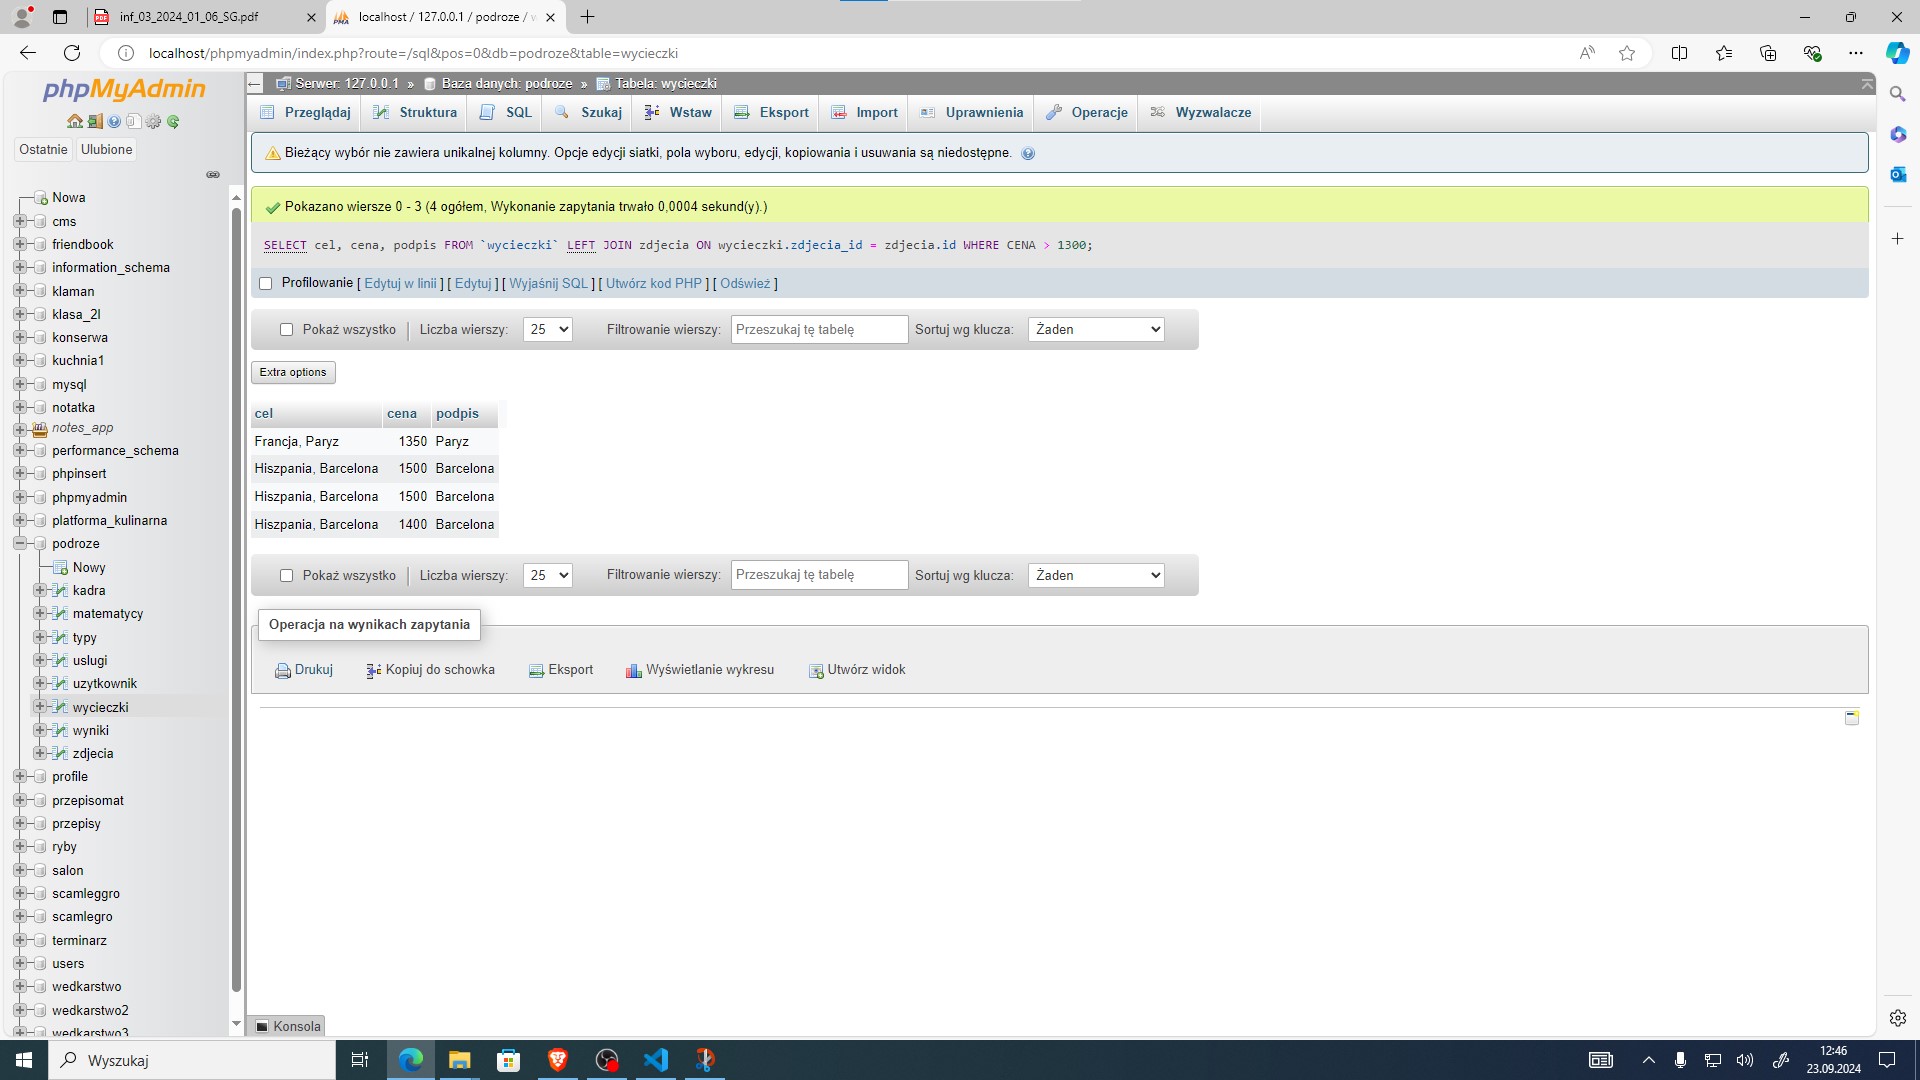 inf_03_2024_01_06_SG.pdf
localhost / 127.0.0.1 / podroze / w
localhost/phpmyadmin/index.php?route=/sql&pos=0&db=podroze&table=wycieczki
phpMyAdmin
Ostatnie Ulubione
Nowa
cms
friendbook
information_schema
klaman
klasa_2l
konserwa
kuchnia1
mysql
notatka
notes_app
performance_schema
phpinsert
phpmyadmin
platforma_kulinarna
podroze
Nowy
kadra
matematycy
typy
uslugi
uzytkownik
wycieczki
wyniki
zdjecia
profile
przepisomat
przepisy
ryby
salon
scamleggro
scamlegro
terminarz
users
wedkarstwo
wedkarstwo2
wedkarstwo3
Serwer: 127.0.0.1 » Baza danych: podroze » Tabela: wycieczki
Przeglądaj Struktura SQL Szukaj Wstaw Eksport Import Uprawnienia Operacje Wyzwalacze
Bieżący wybór nie zawiera unikalnej kolumny. Opcje edycji siatki, pola wyboru, edycji, kopiowania i usuwania są niedostępne.
Pokazano wiersze 0 - 3 (4 ogółem, Wykonanie zapytania trwało 0,0004 sekund(y).)
SELECT cel, cena, podpis FROM `wycieczki` LEFT JOIN zdjecia ON wycieczki.zdjecia_id = zdjecia.id WHERE CENA > 1300;
Profilowanie [ Edytuj w linii ] [ Edytuj ] [ Wyjaśnij SQL ] [ Utwórz kod PHP ] [ Odśwież ]
Pokaż wszystko | Liczba wierszy: 25 Filtrowanie wierszy: Przeszukaj tę tabelę Sortuj wg klucza: Żaden
Extra options
cel cena podpis
Francja, Paryz 1350 Paryz
Hiszpania, Barcelona 1500 Barcelona
Hiszpania, Barcelona 1500 Barcelona
Hiszpania, Barcelona 1400 Barcelona
Pokaż wszystko | Liczba wierszy: 25 Filtrowanie wierszy: Przeszukaj tę tabelę Sortuj wg klucza: Żaden
Operacja na wynikach zapytania
Drukuj Kopiuj do schowka Eksport Wyświetlanie wykresu Utwórz widok
Konsola
Wyszukaj
12:46
23.09.2024